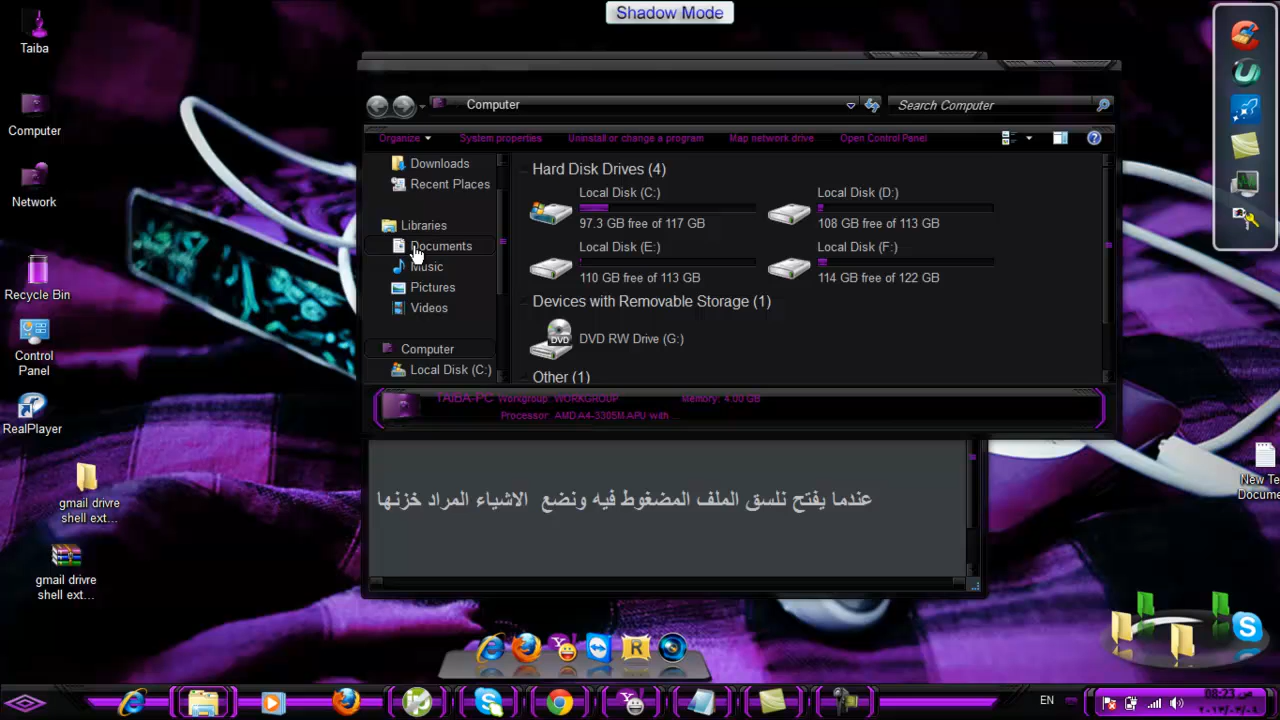 Shadow Mode
Taiba
Computer
Network
Recycle Bin
Control
Panel
RealPlayer
gmail drivre
shell ext...
gmail drivre
shell ext...
Computer
Search Computer
Organize
System properties
Uninstall or change a program
Map network drive
Open Control Panel
Downloads
Recent Places
Libraries
Documents
Music
Pictures
Videos
Computer
Local Disk (C:)
Hard Disk Drives (4)
Local Disk (C:)
97.3 GB free of 117 GB
Local Disk (D:)
108 GB free of 113 GB
Local Disk (E:)
110 GB free of 113 GB
Local Disk (F:)
114 GB free of 122 GB
Devices with Removable Storage (1)
DVD
DVD RW Drive (G:)
Other (1)
TAIBA-PC Workgroup: WORKGROUP Memory: 4.00 GB
Processor: AMD A4-3305M APU with ...
عندما يفتح نلسق الملف المضغوط فيه ونضع الاشياء المراد خزنها
New Te
Docume
EN
08:23 ص